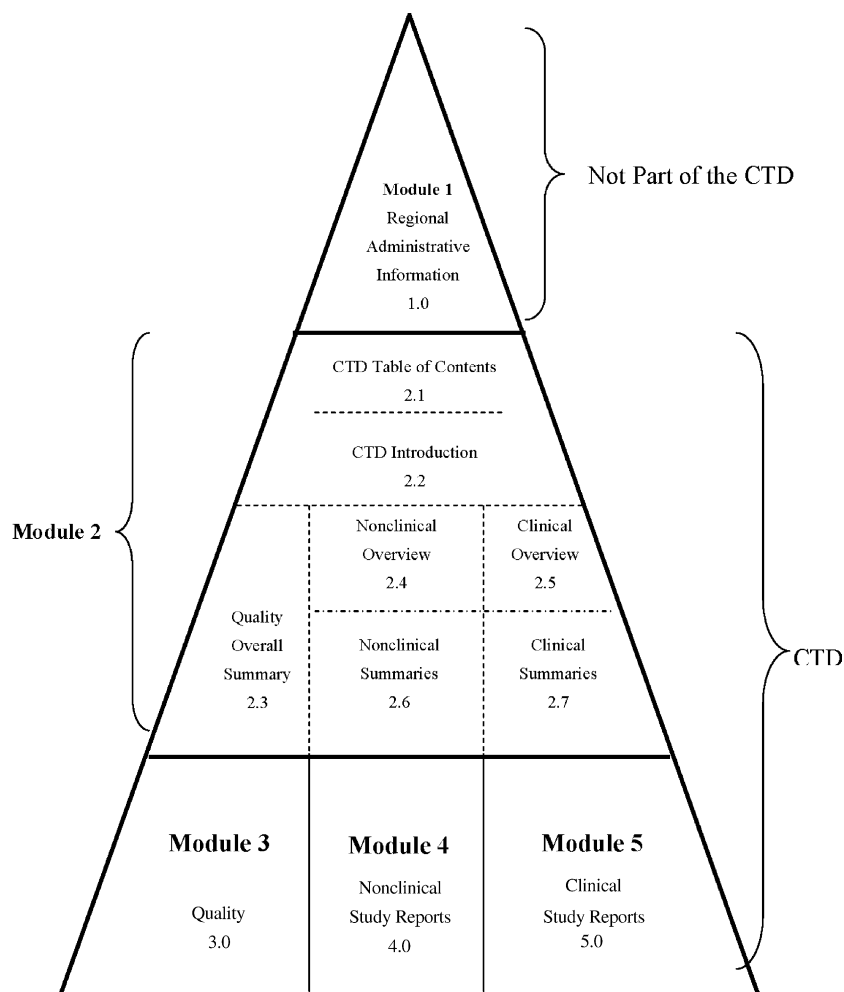 Module 1
Regional
Administrative
Information
1.0
Not Part of the CTD
CTD Table of Contents
2.1
CTD Introduction
2.2
Module 2
Nonclinical
Overview
2.4
Clinical
Overview
2.5
Quality
Overall
Summary
2.3
Nonclinical
Summaries
2.6
Clinical
Summaries
2.7
CTD
Module 3
Quality
3.0
Module 4
Nonclinical
Study Reports
4.0
Module 5
Clinical
Study Reports
5.0